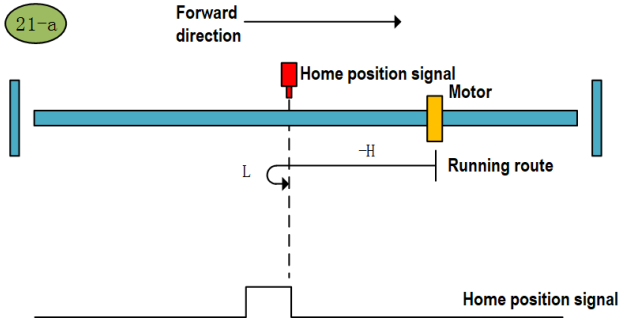 21-a
Forward
direction
Home position signal
Motor
-H
L
Running route
Home position signal